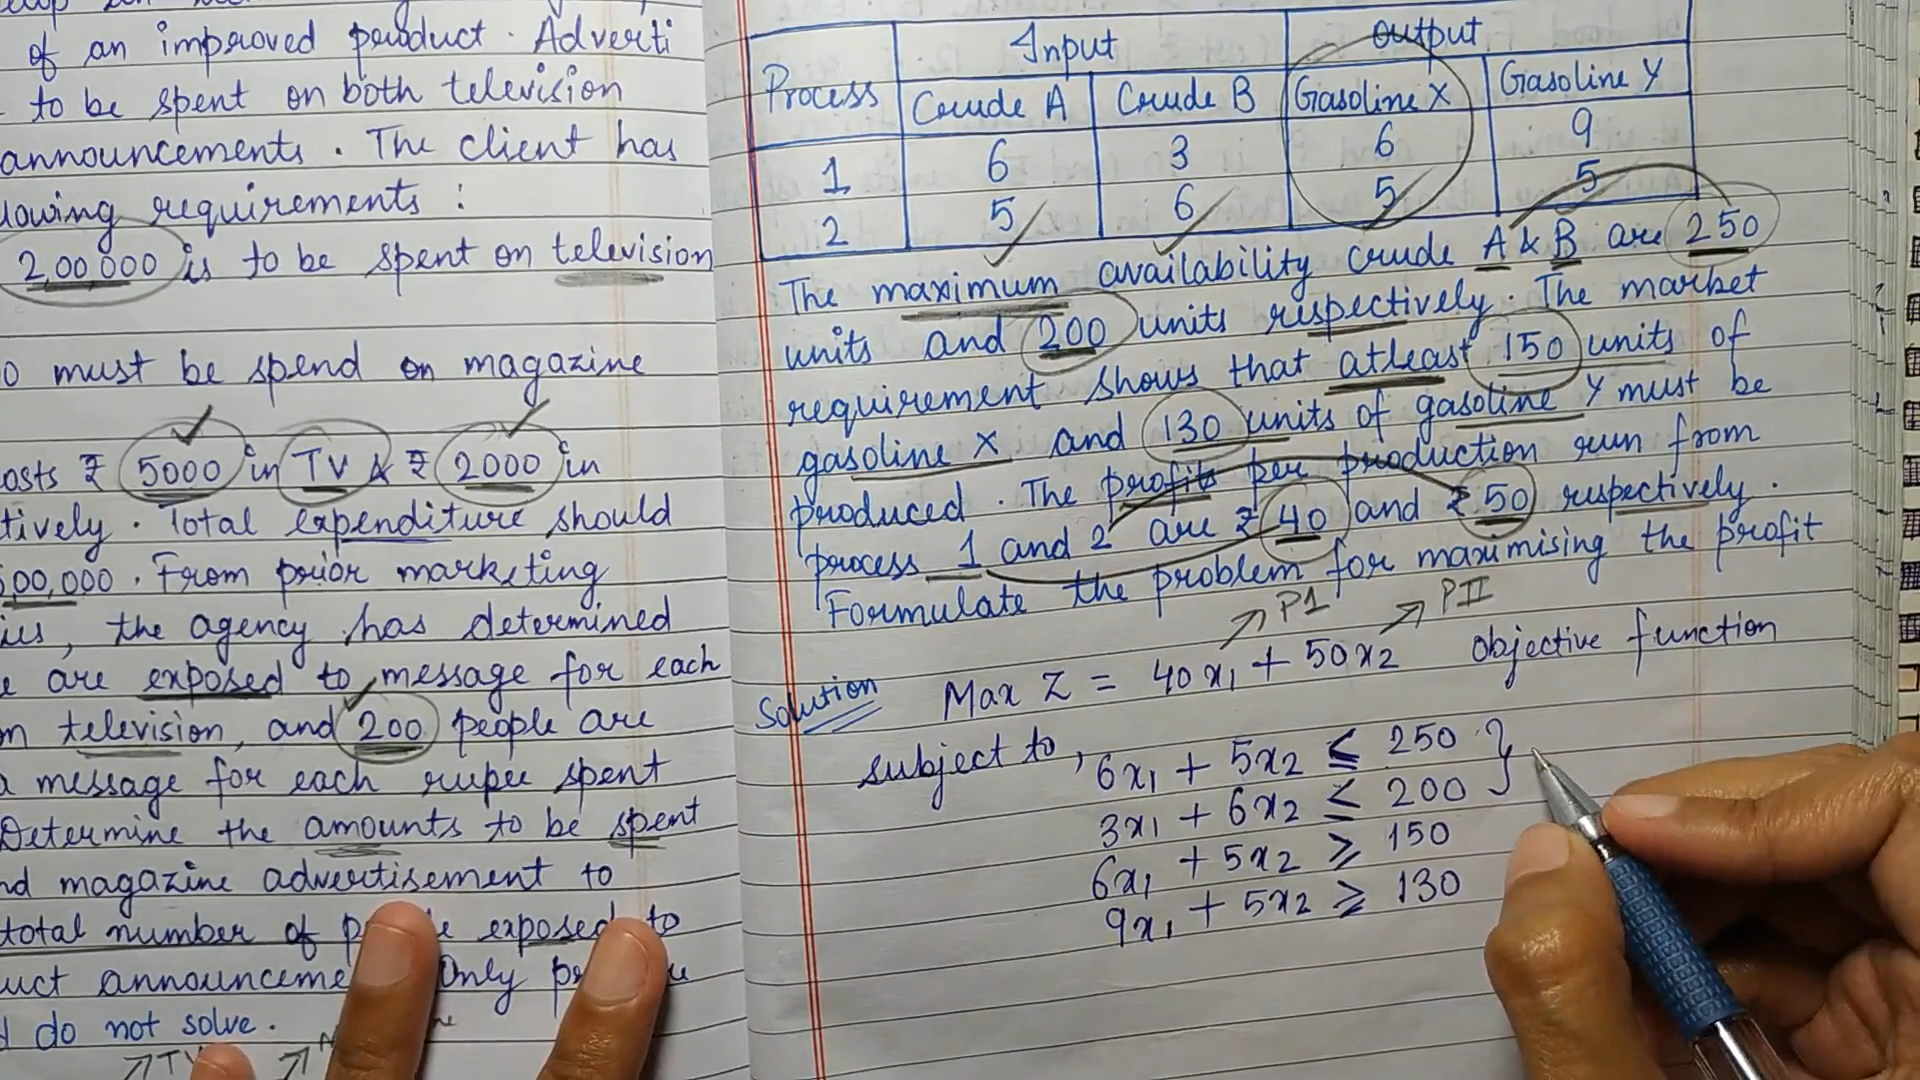 of an improved product. Adverti
to be spent on both television
announcements. The client has
lowing requirements:
2,00,000 is to be spent on television
0 must be spend on magazine
osts ₹ 5000 in TV & ₹ 2000 in
tively. Total expenditure should
500,000. From prior marketing
ies, the agency has determined
e are exposed to message for each
on television, and 200 people are
a message for each rupee spent
Determine the amounts to be spent
nd magazine advertisement to
total number of exposed to
uct announceme Only
d do not solve.
TV
Process Input Output
Crude A Crude B Gasoline X Gasoline Y
1 6 3 6 9
2 5 6 5 5
The maximum availability crude A & B are 250
units and 200 units respectively. The market
requirement shows that atleast 150 units of
gasoline X and 130 units of gasoline Y must be
produced. The profits per production run from
process 1 and 2 are ₹ 40 and ₹ 50 respectively.
Formulate the problem for maximising the profit
P1 PII
Solution Max Z = 40x1 + 50x2 Objective function
subject to, 6x1 + 5x2 ≤ 250
3x1 + 6x2 ≤ 200
6x1 + 5x2 ≥ 150
9x1 + 5x2 ≥ 130